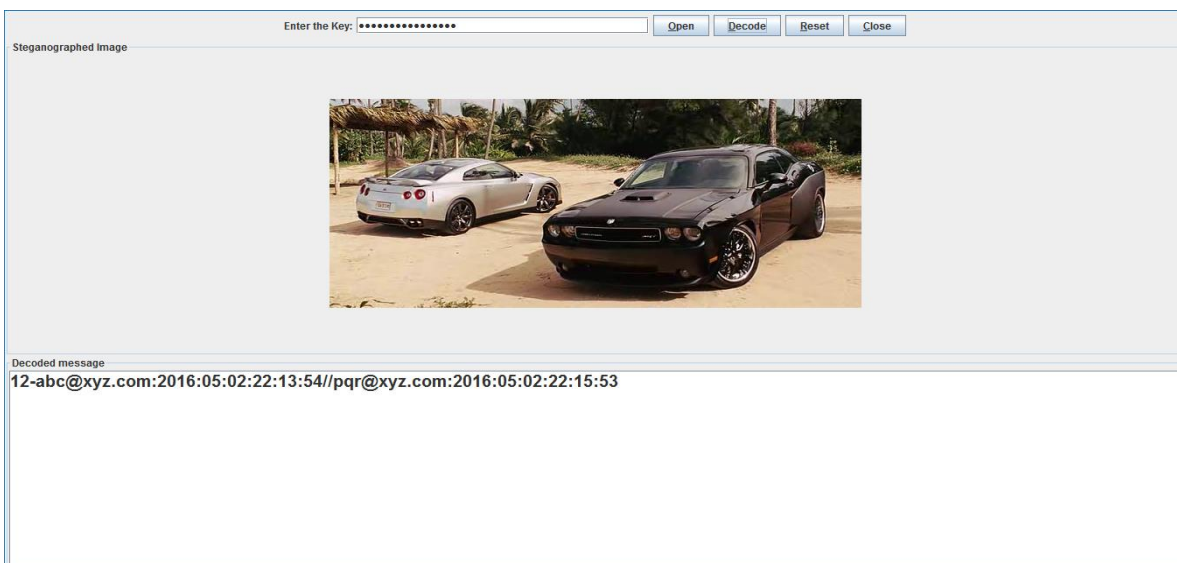 Enter the Key: •••••••••••••••• Open Decode Reset Close
Steganographed Image
Decoded message
12-abc@xyz.com:2016:05:02:22:13:54//pqr@xyz.com:2016:05:02:22:15:53